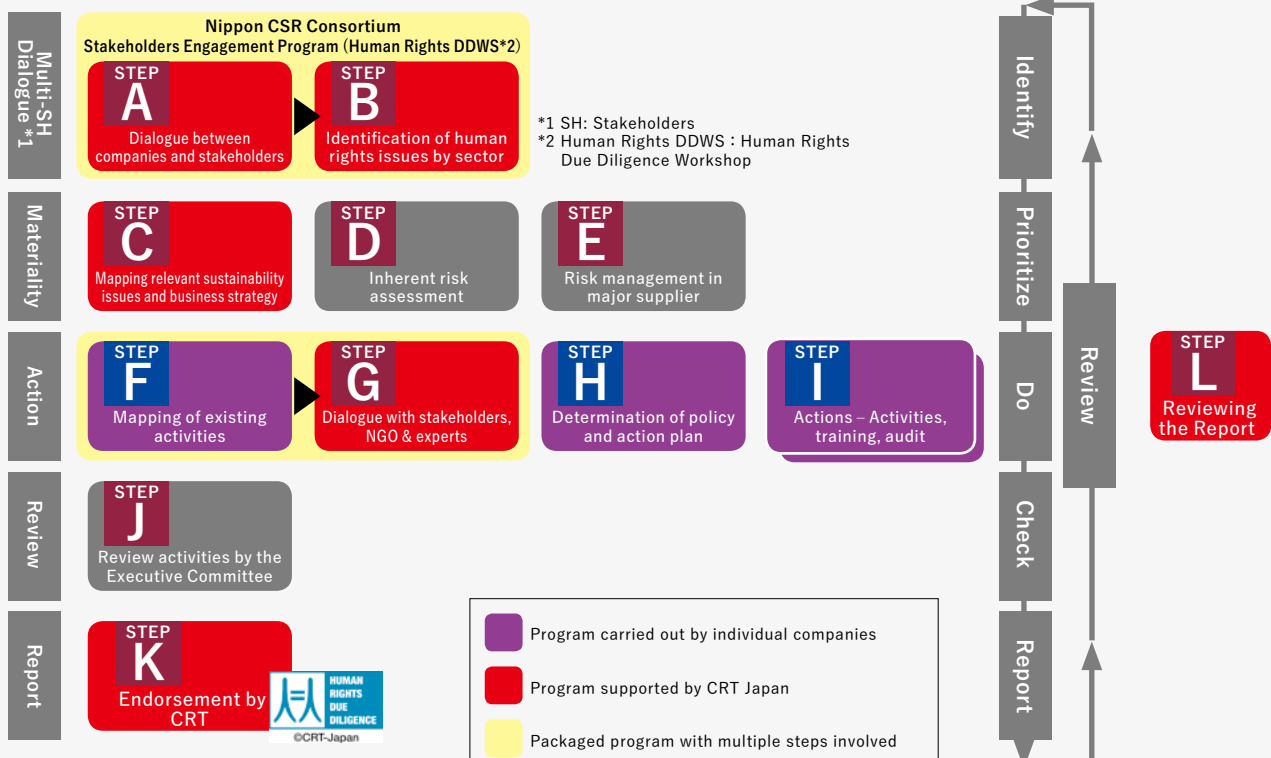 Multi-SH
Dialogue *1
Nippon CSR Consortium
Stakeholders Engagement Program (Human Rights DDWS*2)
STEP
A
Dialogue between
companies and stakeholders
STEP
B
Identification of human
rights issues by sector
*1 SH: Stakeholders
*2 Human Rights DDWS : Human Rights
Due Diligence Workshop
Identify
Materiality
STEP
C
Mapping relevant sustainability
issues and business strategy
STEP
D
Inherent risk
assessment
STEP
E
Risk management in
major supplier
Prioritize
Action
STEP
F
Mapping of existing
activities
STEP
G
Dialogue with stakeholders,
NGO & experts
STEP
H
Determination of policy
and action plan
STEP
I
Actions – Activities,
training, audit
Do
Review
STEP
L
Reviewing
the Report
Review
STEP
J
Review activities by the
Executive Committee
Check
Report
STEP
K
Endorsement by
CRT
HUMAN
RIGHTS
DUE
DILIGENCE
©CRT-Japan
Program carried out by individual companies
Program supported by CRT Japan
Packaged program with multiple steps involved
Report